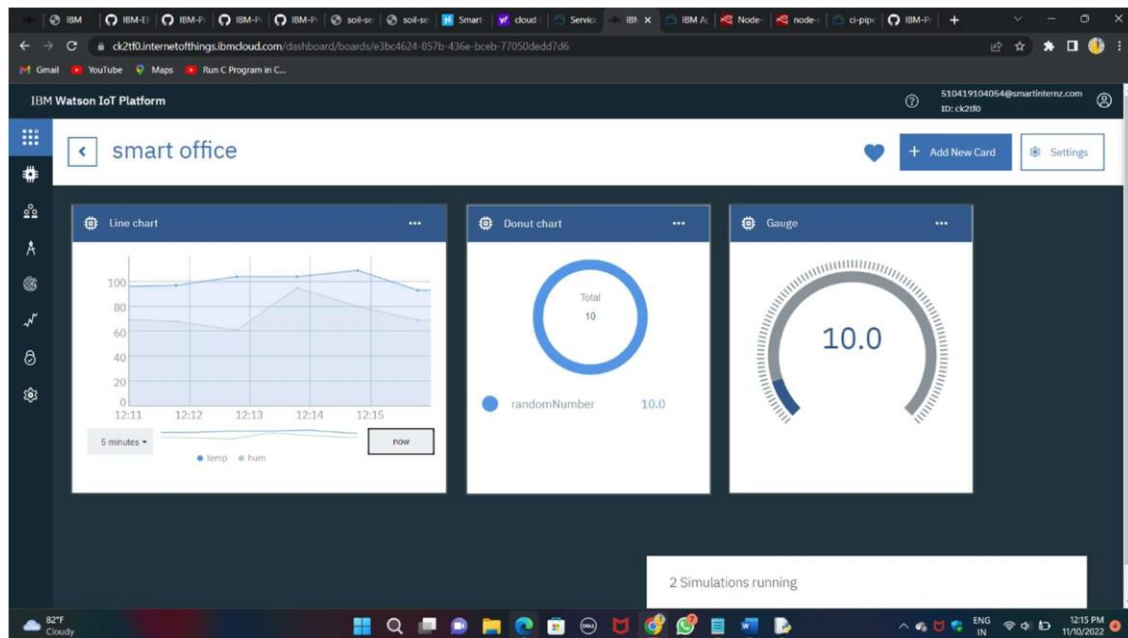 IBM
IBM-E
IBM-P
IBM-P
IBM-P
soil-se
soil-se
Smart
cloud
Servic
IBM
IBM A
Node-
node-
ci-pipe
IBM-P
ck2tf0.internetofthings.ibmcloud.com/dashboard/boards/e3bc4624-857b-436e-bceb-77050dedd7d6
Gmail YouTube Maps Run C Program in C...
IBM Watson IoT Platform
510419104054@smartinternz.com
ID: ck2tf0
smart office
+ Add New Card
Settings
Line chart
100
80
60
40
20
0
12:11 12:12 12:13 12:14 12:15
5 minutes
now
temp hum
Donut chart
Total
10
randomNumber 10.0
Gauge
10.0
2 Simulations running
82°F
Cloudy
DELL
ENG
IN
12:15 PM
11/10/2022
4